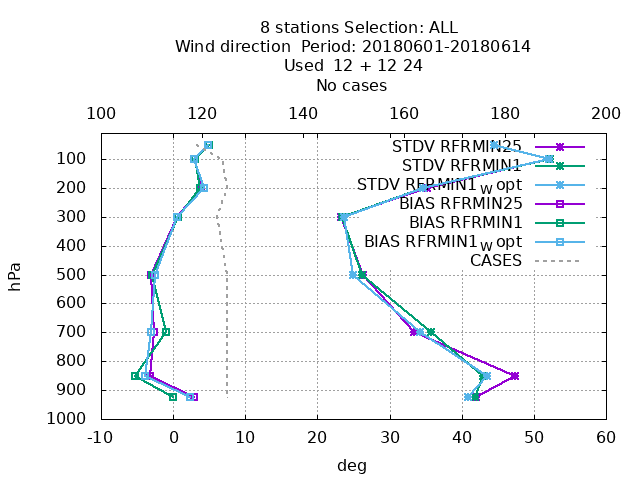 8 stations Selection: ALL
Wind direction  Period: 20180601-20180614
Used  12 + 12 24
No cases
100 120 140 160 180 200
STDV RFRMIN25
STDV RFRMIN1
STDV RFRMIN1w opt
BIAS RFRMIN25
BIAS RFRMIN1
BIAS RFRMIN1w opt
CASES
hPa
100
200
300
400
500
600
700
800
900
1000
-10 0 10 20 30 40 50 60
deg